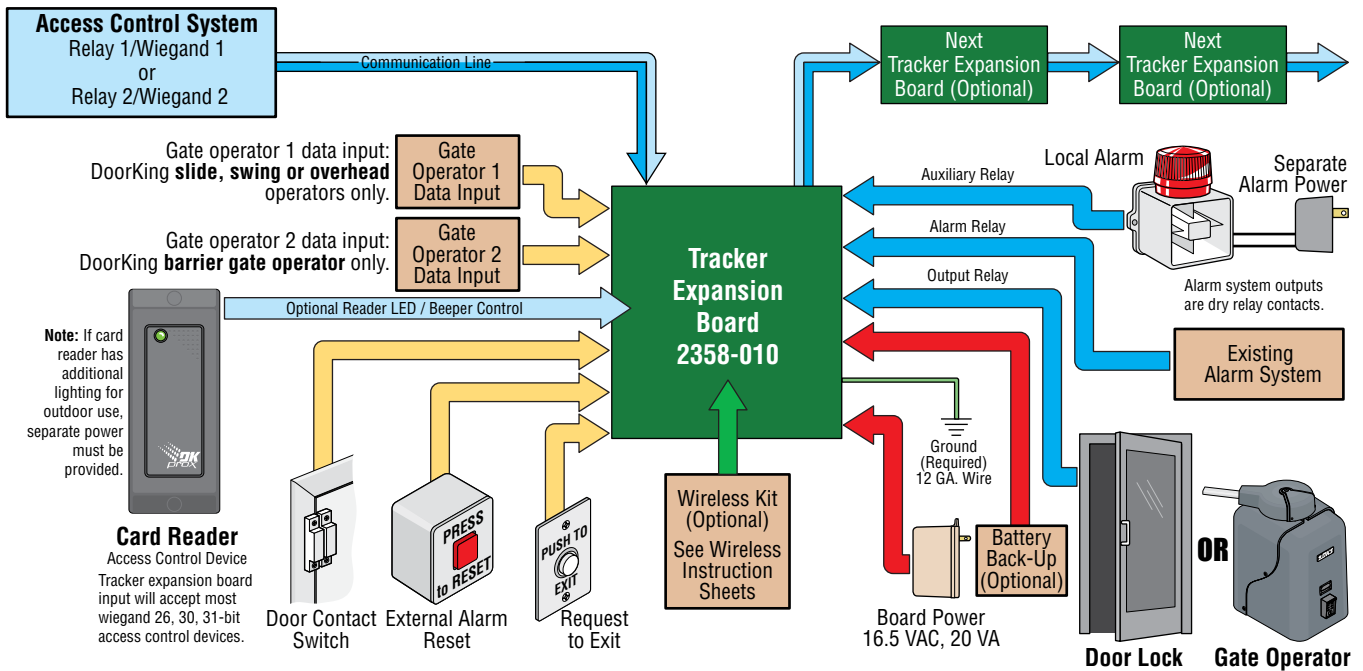 Access Control System
Relay 1/Wiegand 1
or
Relay 2/Wiegand 2
Communication Line
Next
Tracker Expansion
Board (Optional)
Next
Tracker Expansion
Board (Optional)
Gate operator 1 data input:
DoorKing slide, swing or overhead
operators only.
Gate
Operator 1
Data Input
Gate operator 2 data input:
DoorKing barrier gate operator only.
Gate
Operator 2
Data Input
Optional Reader LED / Beeper Control
Note: If card
reader has
additional
lighting for
outdoor use,
separate power
must be
provided.
DK
prox
Card Reader
Access Control Device
Tracker expansion board
input will accept most
wiegand 26, 30, 31-bit
access control devices.
Door Contact
Switch
PRESS
to RESET
External Alarm
Reset
PUSH TO
EXIT
Request
to Exit
Tracker
Expansion
Board
2358-010
Wireless Kit
(Optional)
See Wireless
Instruction
Sheets
Auxiliary Relay
Alarm Relay
Output Relay
Local Alarm
Separate
Alarm Power
Alarm system outputs
are dry relay contacts.
Existing
Alarm System
Ground
(Required)
12 GA. Wire
Board Power
16.5 VAC, 20 VA
Battery
Back-Up
(Optional)
Door Lock
OR
Gate Operator